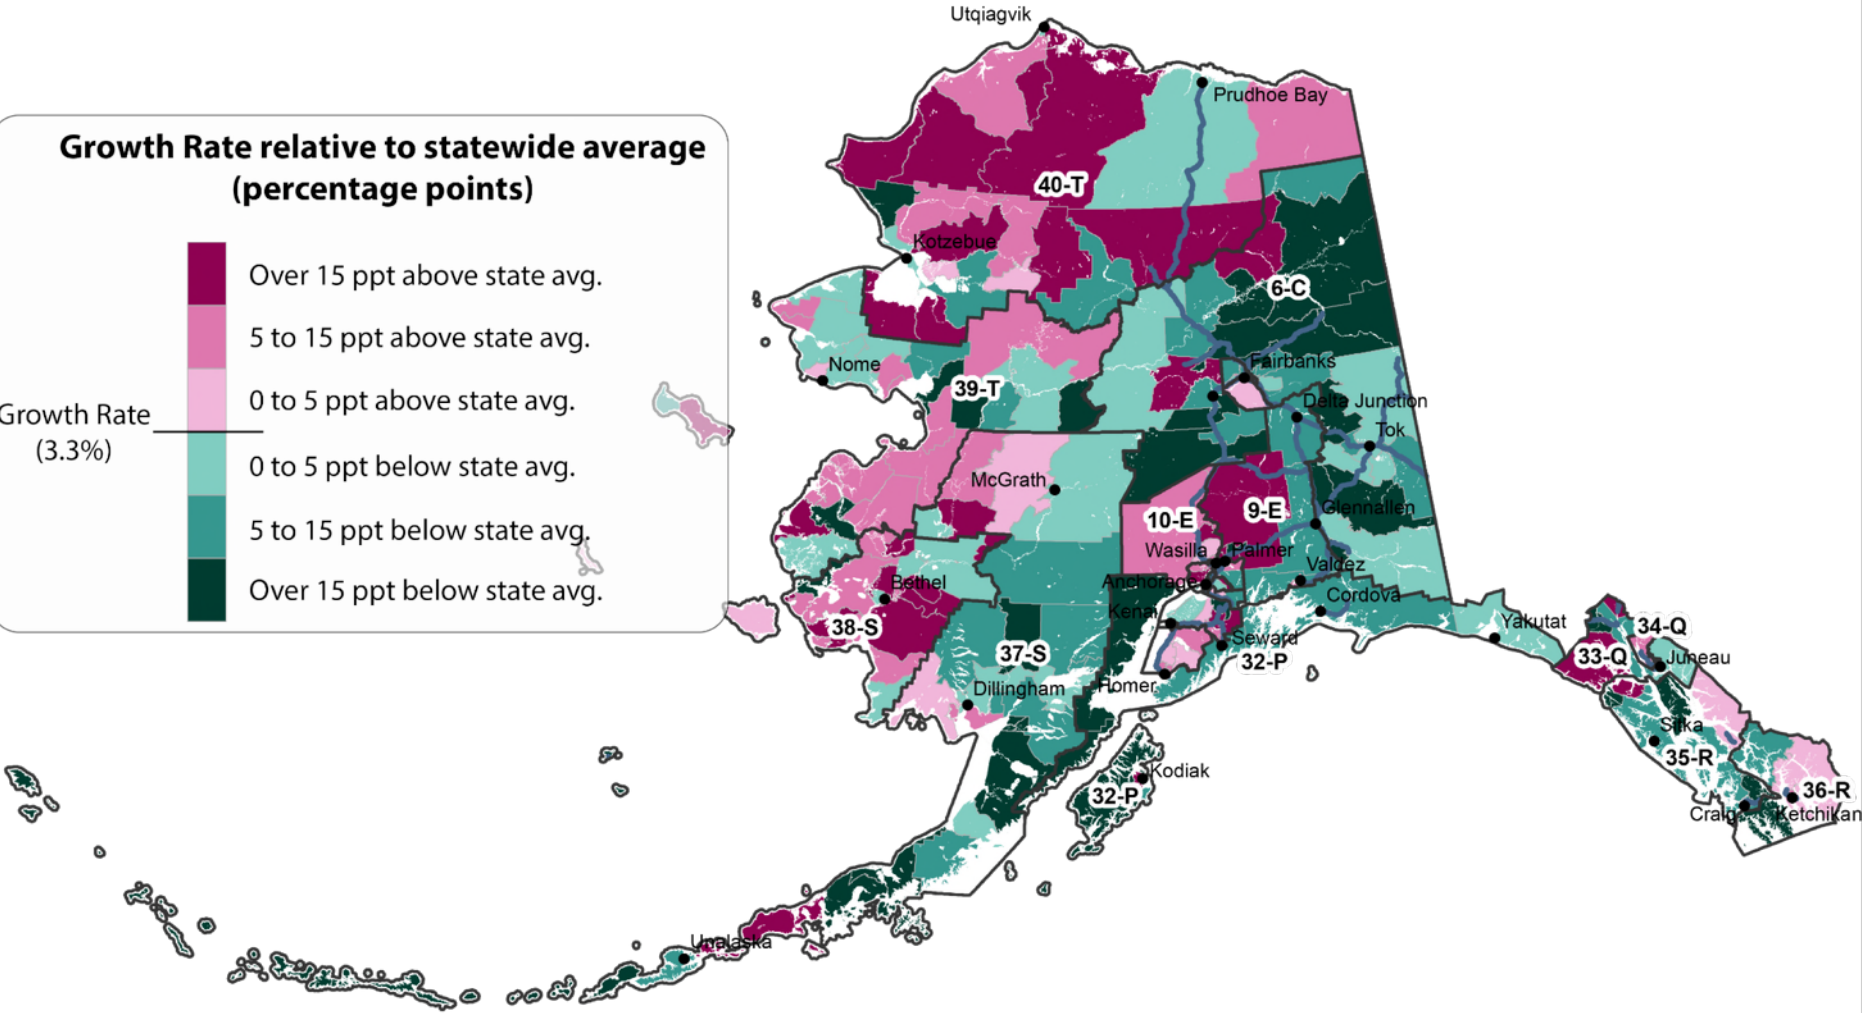 Growth Rate relative to statewide average
(percentage points)
Over 15 ppt above state avg.
5 to 15 ppt above state avg.
0 to 5 ppt above state avg.
Growth Rate
(3.3%)
0 to 5 ppt below state avg.
5 to 15 ppt below state avg.
Over 15 ppt below state avg.
Utqiagvik
Prudhoe Bay
40-T
Kotzebue
6-C
Fairbanks
Nome
39-T
Delta Junction
Tok
McGrath
10-E
9-E
Glennallen
Wasilla
Palmer
Valdez
Anchorage
Bethel
Cordova
Kenai
38-S
Seward
37-S
32-P
Yakutat
34-Q
33-Q
Juneau
Homer
Dillingham
Sitka
35-R
Kodiak
32-P
36-R
Craig
Ketchikan
Unalaska